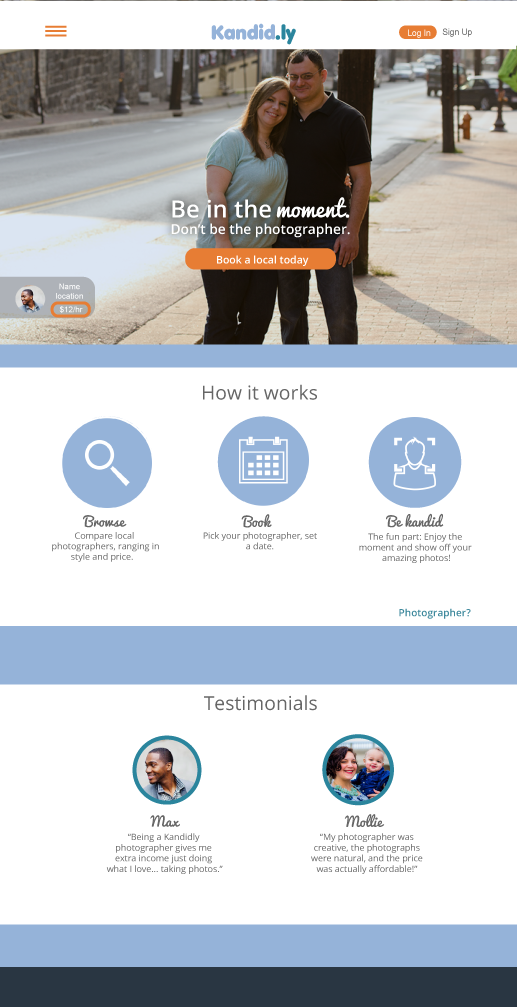 Kandid.ly
Log In
Sign Up
Be in the moment.
Don't be the photographer.
Book a local today
Name
location
$12/hr
How it works
Browse
Compare local
photographers, ranging in
style and price.
Book
Pick your photographer, set
a date.
Be kandid
The fun part: Enjoy the
moment and show off your
amazing photos!
Photographer?
Testimonials
Max
“Being a Kandidly
photographer gives me
extra income just doing
what I love... taking photos.”
Mollie
“My photographer was
creative, the photographs
were natural, and the price
was actually affordable!”